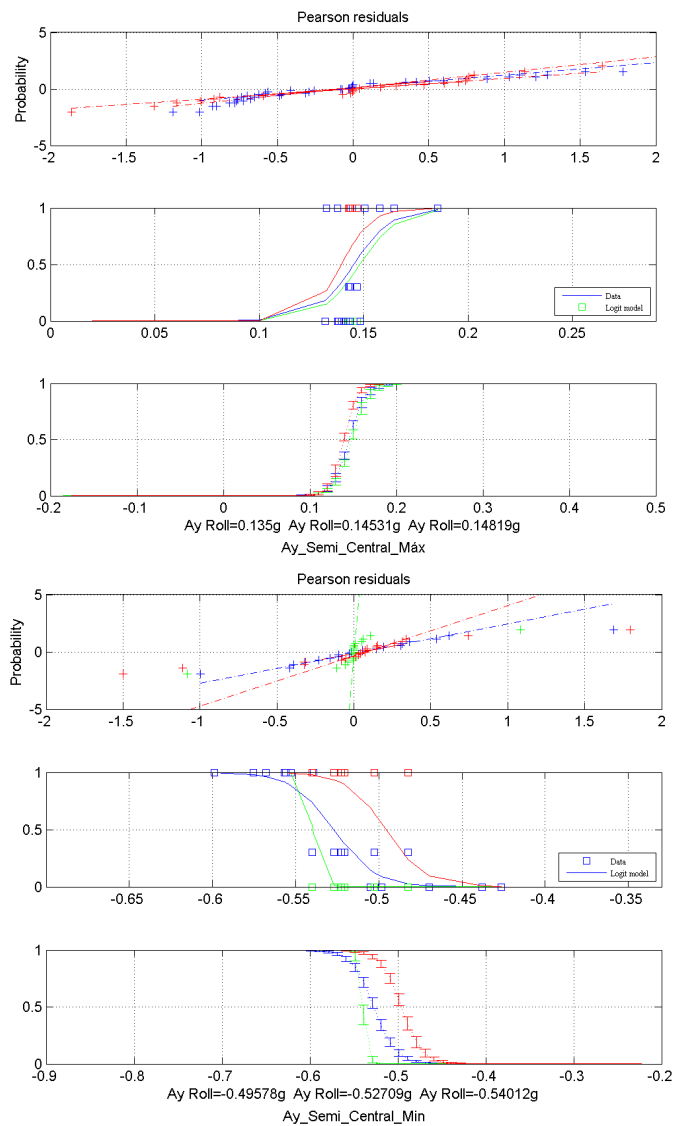 Pearson residuals
5
0
-5
Probability
-2 -1.5 -1 -0.5 0 0.5 1 1.5 2
1
0.5
0
Data
Logit model
0 0.05 0.1 0.15 0.2 0.25
1
0.5
0
-0.2 -0.1 0 0.1 0.2 0.3 0.4 0.5
Ay Roll=0.135g Ay Roll=0.14531g Ay Roll=0.14819g
Ay_Semi_Central_Máx
Pearson residuals
5
0
-5
Probability
-2 -1.5 -1 -0.5 0 0.5 1 1.5 2
1
0.5
0
Data
Logit model
-0.65 -0.6 -0.55 -0.5 -0.45 -0.4 -0.35
1
0.5
0
-0.9 -0.8 -0.7 -0.6 -0.5 -0.4 -0.3 -0.2
Ay Roll=-0.49578g Ay Roll=-0.52709g Ay Roll=-0.54012g
Ay_Semi_Central_Min